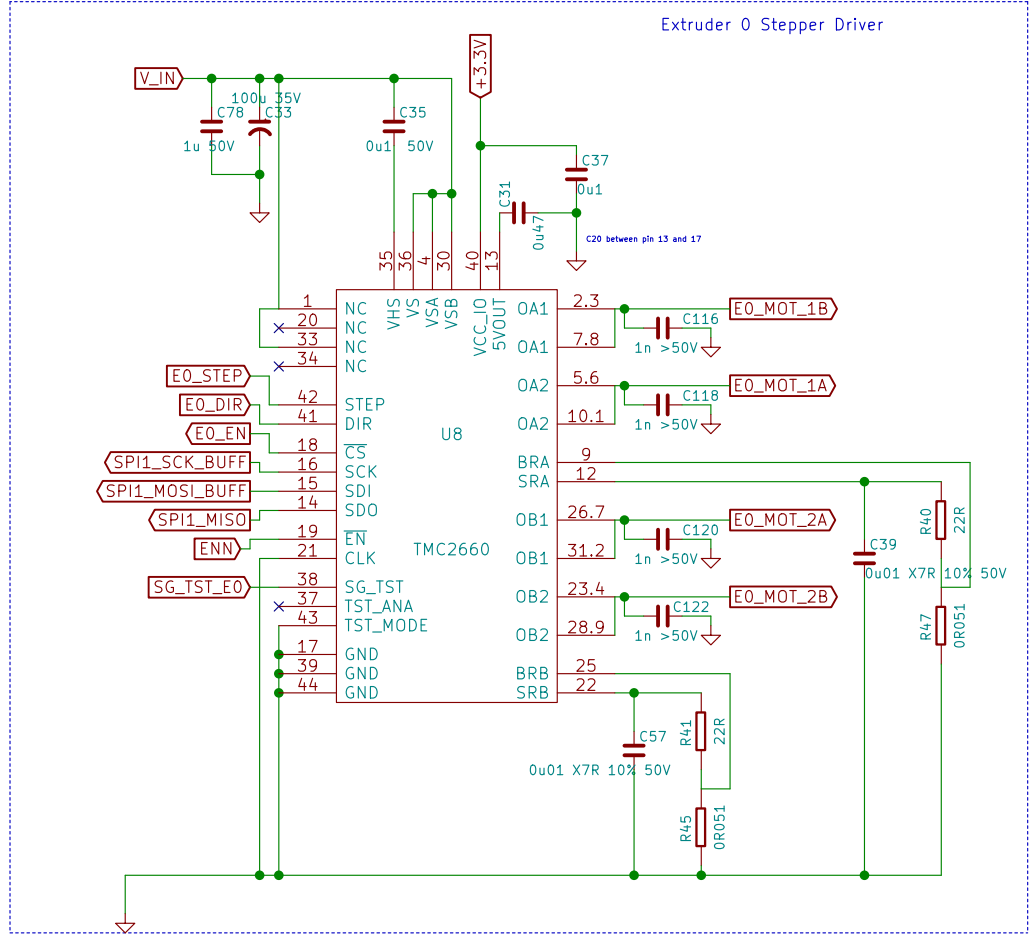 Extruder 0 Stepper Driver
V_IN
+3.3V
100u 35V
C78
C33
1u 50V
C35
0u1 50V
C37
0u1
C31
0u47
C20 between pin 13 and 17
35
36
4
30
40
13
VHS
VS
VSA
VSB
VCC_IO
5VOUT
1 NC
20 NC
33 NC
34 NC
E0_STEP
42 STEP
E0_DIR
41 DIR
E0_EN
18 CS
SPI1_SCK_BUFF
16 SCK
SPI1_MOSI_BUFF
15 SDI
SPI1_MISO
14 SDO
ENN
19 EN
21 CLK
SG_TST_E0
38 SG_TST
37 TST_ANA
43 TST_MODE
17 GND
39 GND
44 GND
U8
TMC2660
OA1 2.3
E0_MOT_1B
C116
1n >50V
OA1 7.8
OA2 5.6
E0_MOT_1A
C118
1n >50V
OA2 10.1
BRA 9
SRA 12
OB1 26.7
E0_MOT_2A
C120
1n >50V
OB1 31.2
OB2 23.4
E0_MOT_2B
C122
1n >50V
OB2 28.9
BRB 25
SRB 22
R40
22R
C39
0u01 X7R 10% 50V
R47
0R051
R41
22R
C57
0u01 X7R 10% 50V
R45
0R051